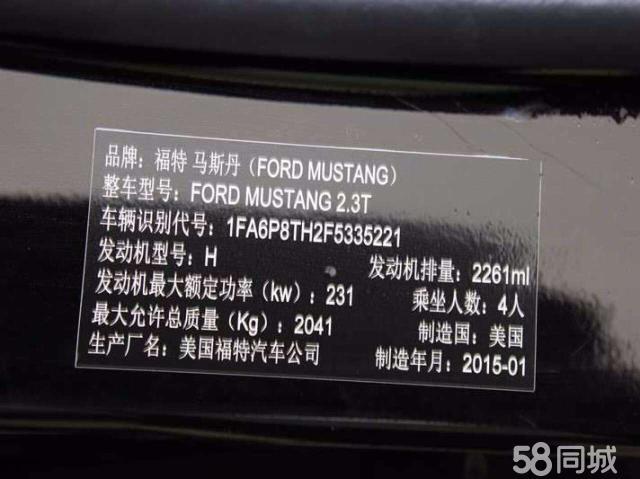 品牌：福特 马斯丹（FORD MUSTANG）
整车型号：FORD MUSTANG 2.3T
车辆识别代号：1FA6P8TH2F5335221
发动机型号：H 发动机排量：2261ml
发动机最大额定功率（kw）：231 乘坐人数：4人
最大允许总质量（Kg）：2041 制造国：美国
生产厂名：美国福特汽车公司 制造年月：2015-01
58同城